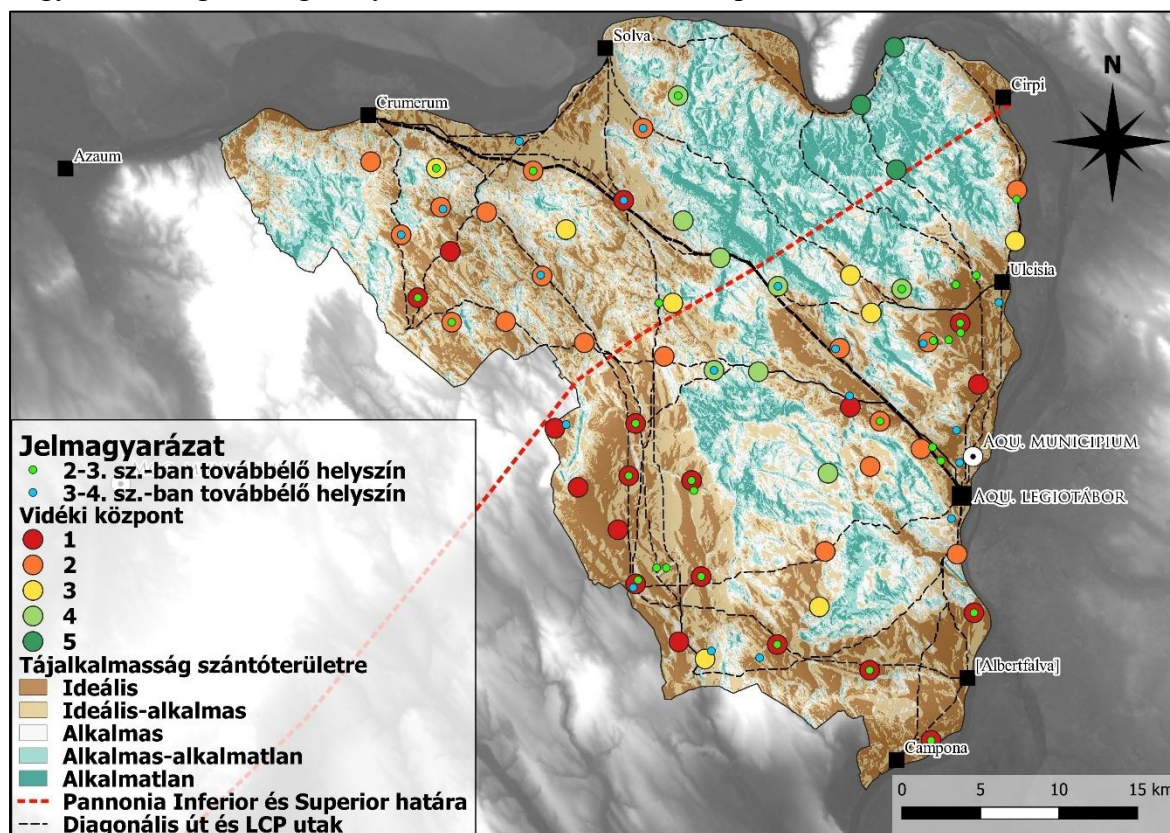 Solva
Cirpi
N
Crumerum
Azaum
Ulcisia
AQU. MUNICIPIUM
AQU. LEGIOTÁBOR
[Albertfalva]
Campona
Jelmagyarázat
2-3. sz.-ban továbbélő helyszín
3-4. sz.-ban továbbélő helyszín
Vidéki központ
1
2
3
4
5
Tájalkalmasság szántóterületre
Ideális
Ideális-alkalmas
Alkalmas
Alkalmas-alkalmatlan
Alkalmatlan
Pannonia Inferior és Superior határa
Diagonális út és LCP utak
0 5 10 15 km